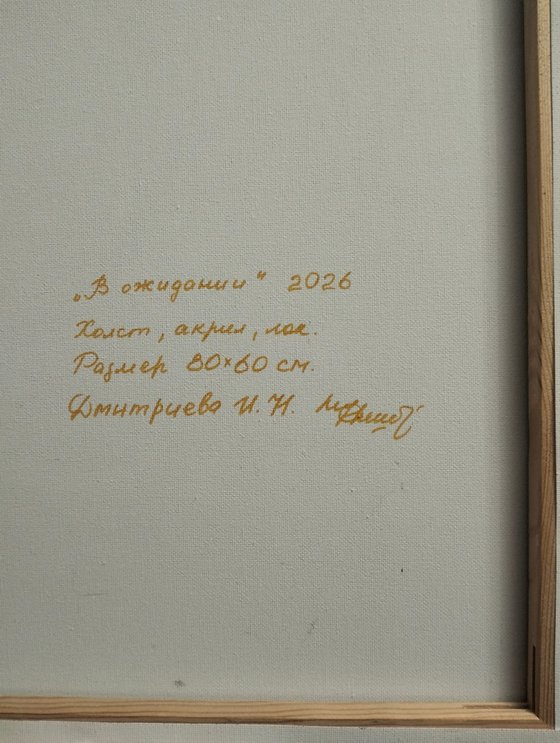 „В ожидании" 2026
Холст, акрил, лак.
Размер 80×60 см.
Дмитриева И. Н.